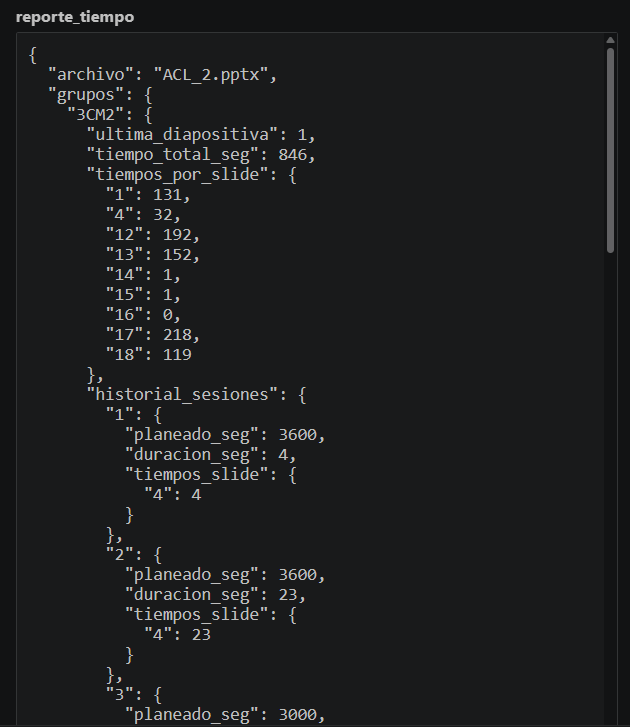 reporte_tiempo
{
"archivo": "ACL_2.pptx",
"grupos": {
"3CM2": {
"ultima_diapositiva": 1,
"tiempo_total_seg": 846,
"tiempos_por_slide": {
"1": 131,
"4": 32,
"12": 192,
"13": 152,
"14": 1,
"15": 1,
"16": 0,
"17": 218,
"18": 119
},
"historial_sesiones": {
"1": {
"planeado_seg": 3600,
"duracion_seg": 4,
"tiempos_slide": {
"4": 4
}
},
"2": {
"planeado_seg": 3600,
"duracion_seg": 23,
"tiempos_slide": {
"4": 23
}
},
"3": {
"planeado_seg": 3000,